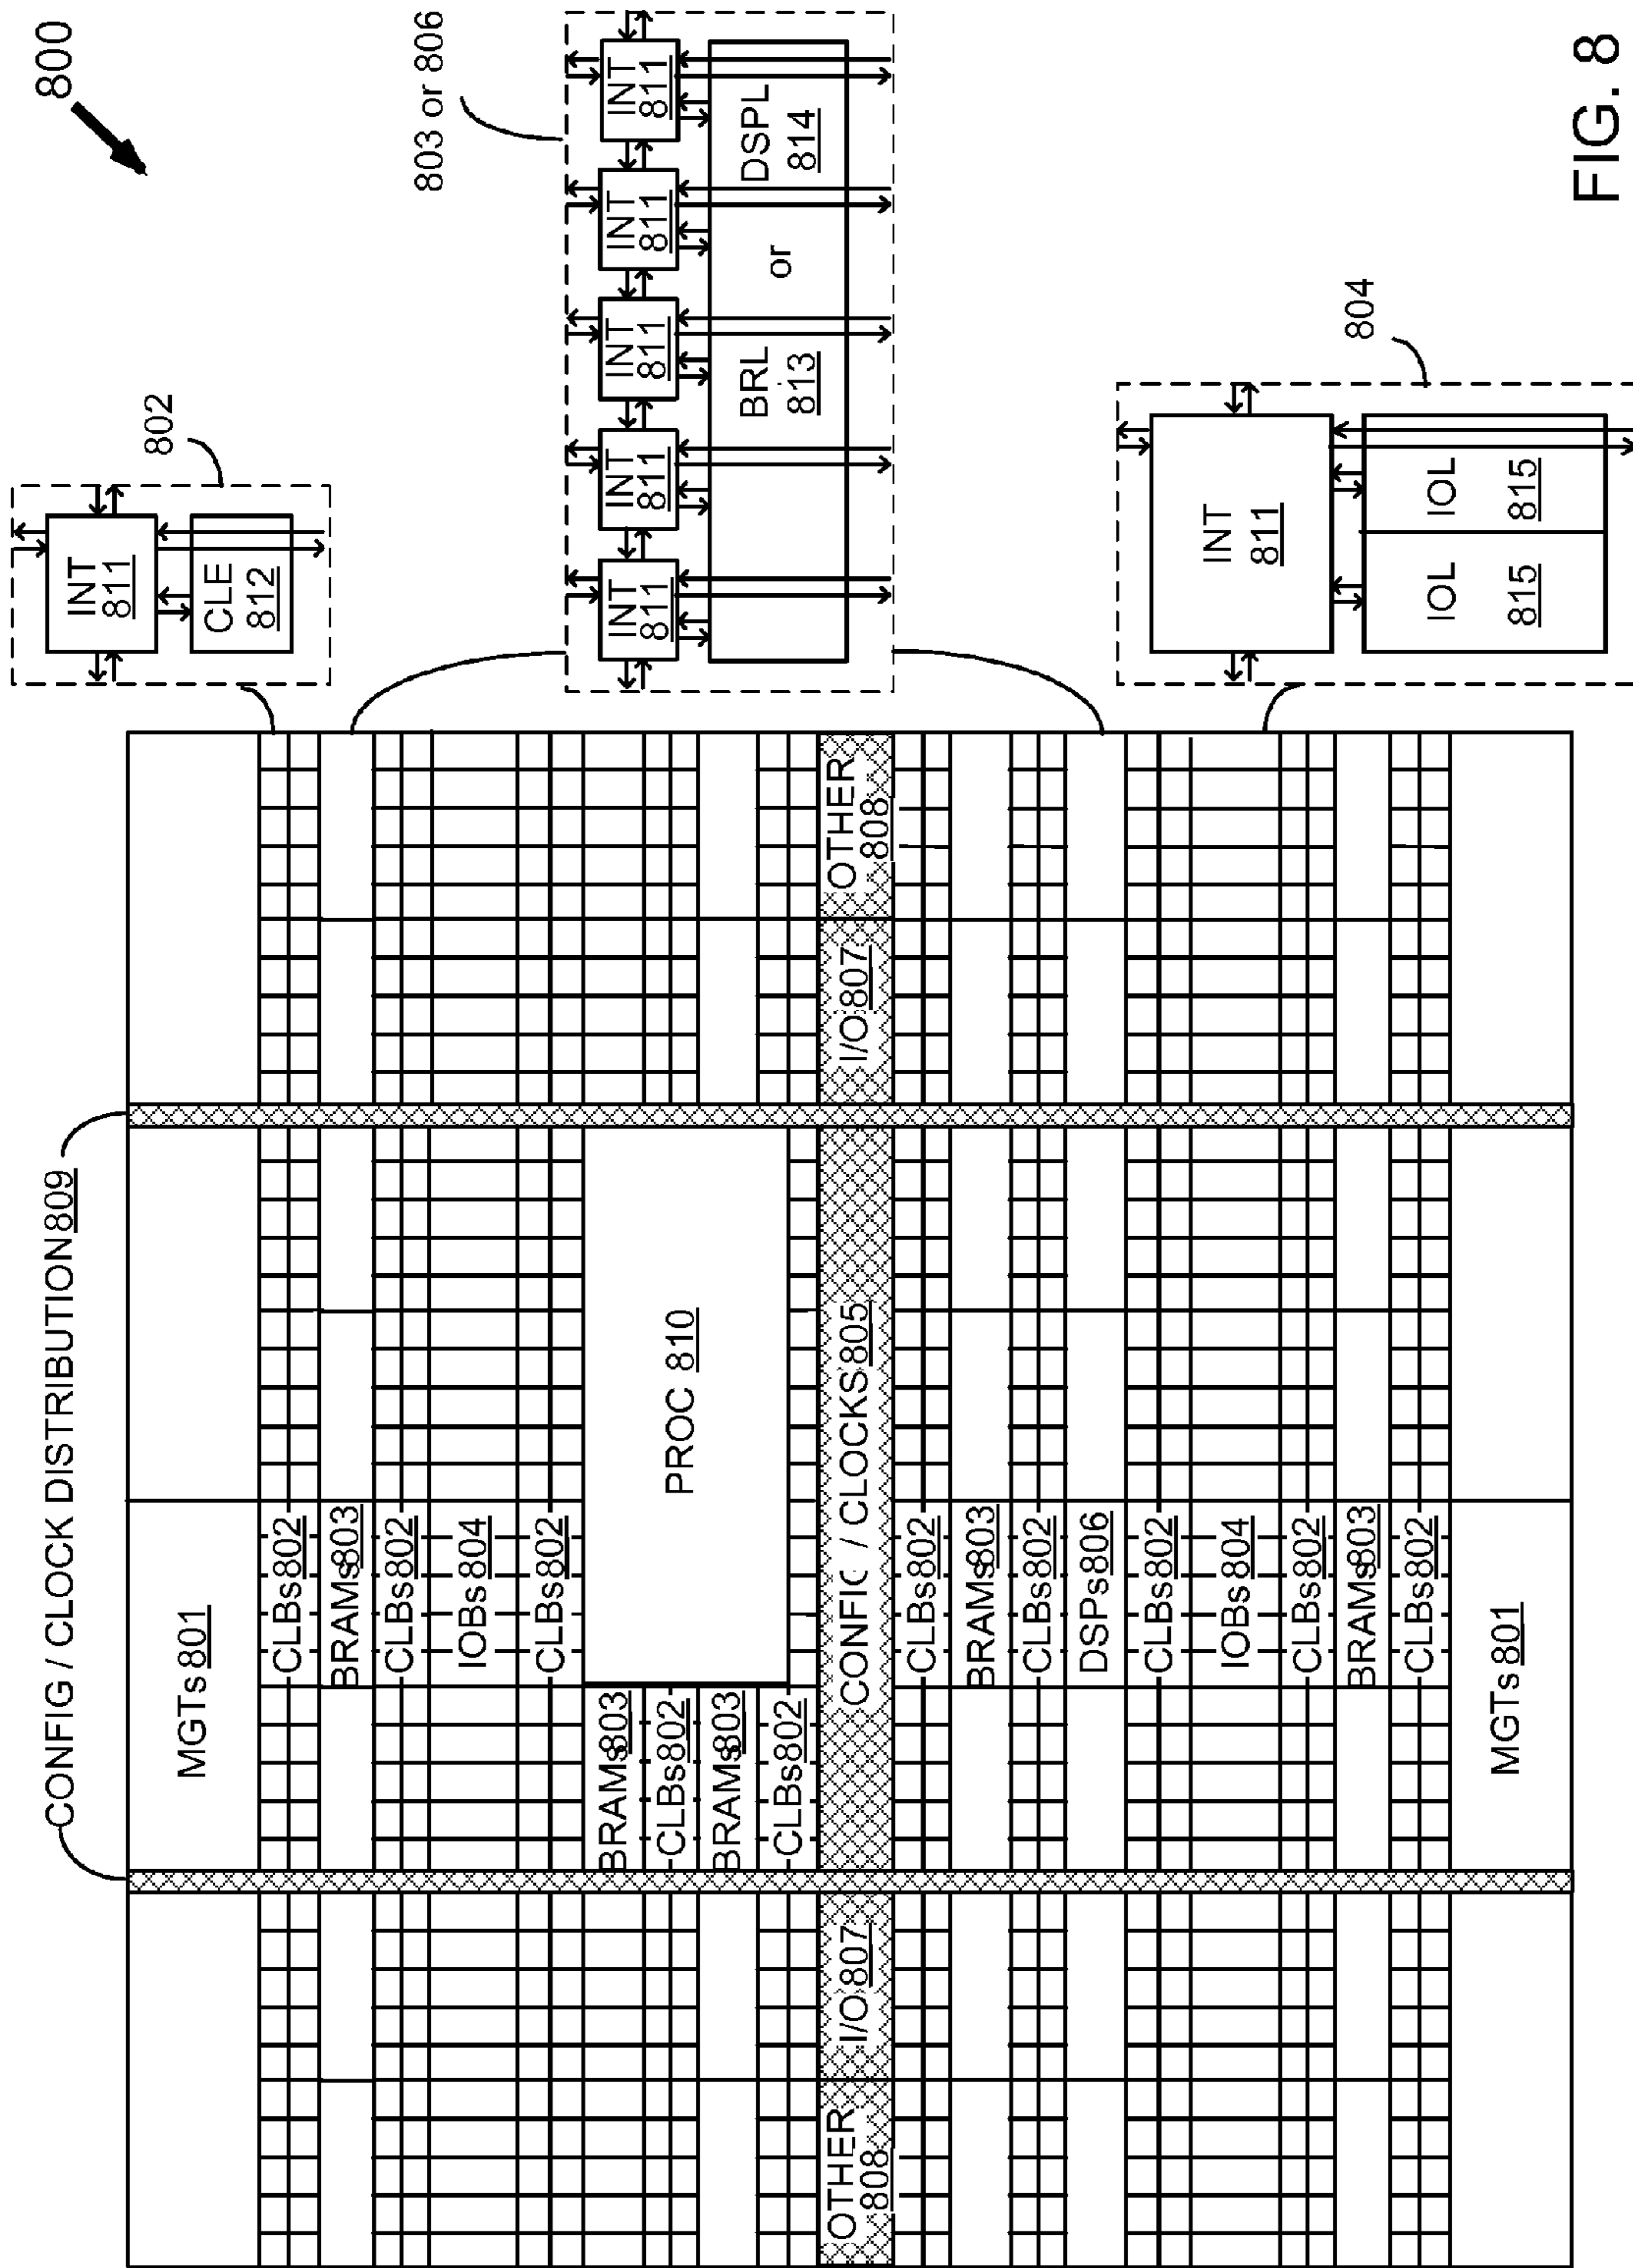 CONFIG / CLOCK DISTRIBUTION 809
800
MGTs 801
CLBs 802
BRAMs 803
CLBs 802
IOBs 804
CLBs 802
BRAMs 803
CLBs 802
BRAMs 803
CLBs 802
PROC 810
OTHER
808
I/O 807
CONFIG / CLOCKS 805
I/O 807
OTHER
808
CLBs 802
BRAMs 803
CLBs 802
DSPs 806
CLBs 802
IOBs 804
CLBs 802
BRAMs 803
CLBs 802
MGTs 801
INT
811
CLE
812
802
803 or 806
INT
811
INT
811
INT
811
INT
811
INT
811
BRL
813
or
DSPL
814
804
INT
811
IOL
815
IOL
815
FIG. 8